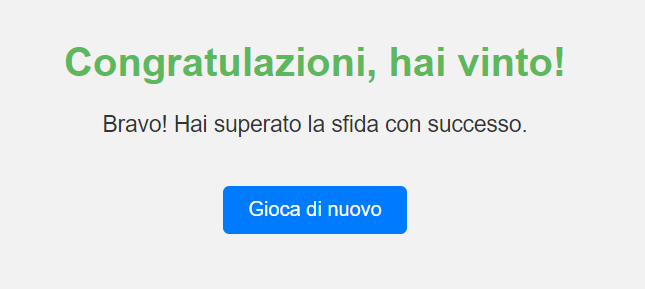 Congratulazioni, hai vinto!
Bravo! Hai superato la sfida con successo.
Gioca di nuovo